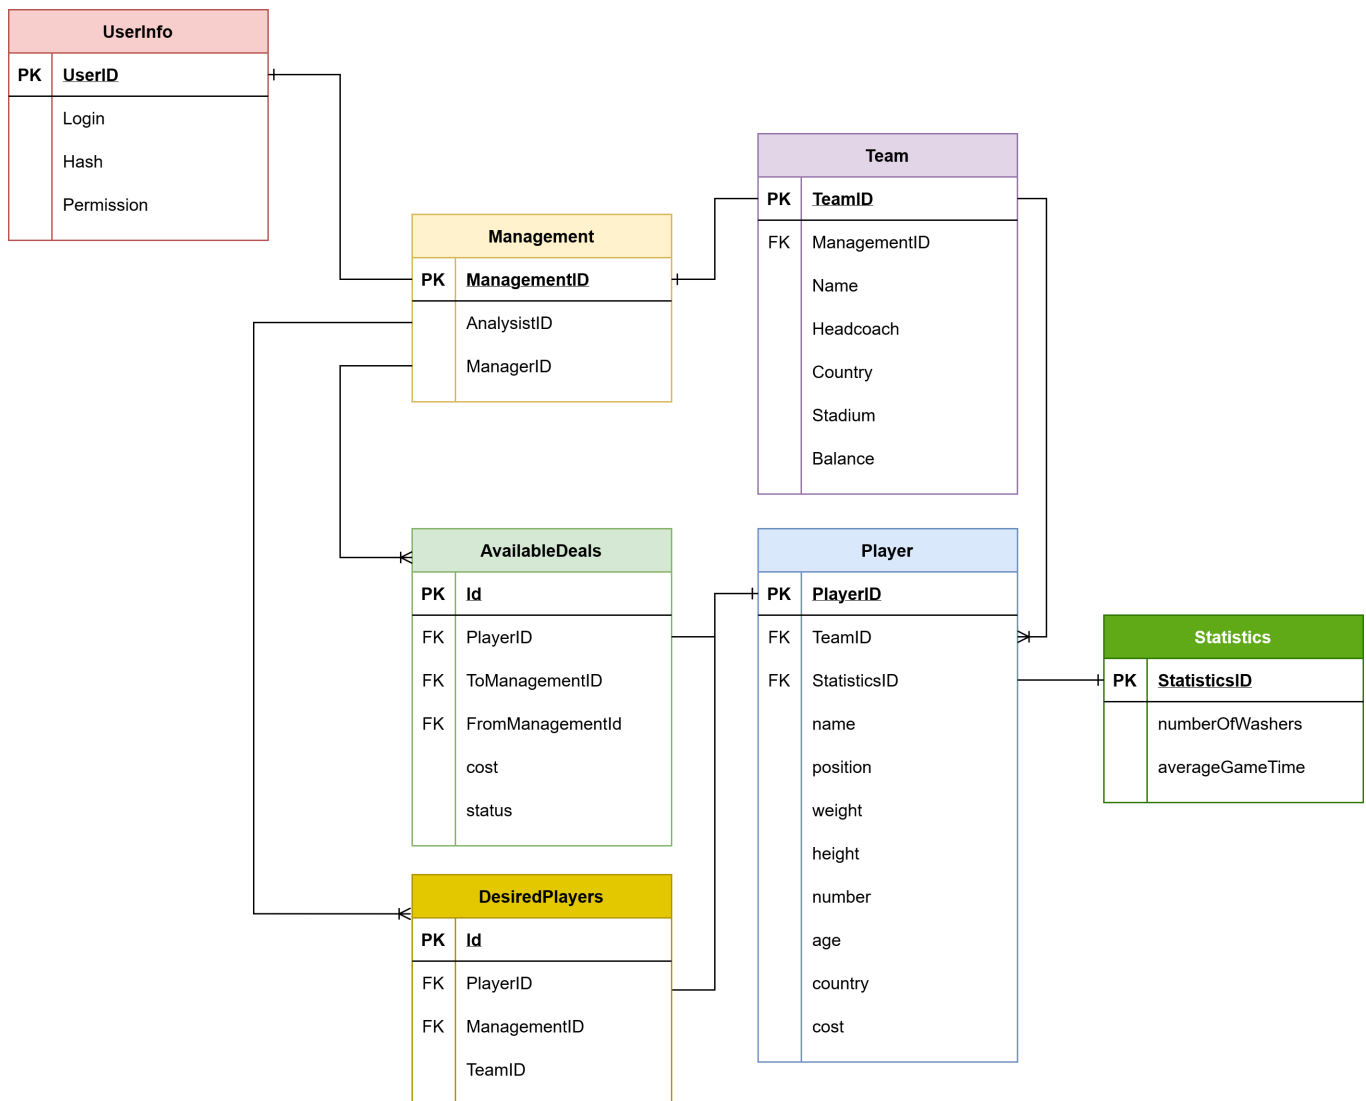 UserInfo
PK UserID
Login
Hash
Permission
Management
PK ManagementID
AnalysistID
ManagerID
Team
PK TeamID
FK ManagementID
Name
Headcoach
Country
Stadium
Balance
AvailableDeals
PK Id
FK PlayerID
FK ToManagementID
FK FromManagementId
cost
status
Player
PK PlayerID
FK TeamID
FK StatisticsID
name
position
weight
height
number
age
country
cost
Statistics
PK StatisticsID
numberOfWashers
averageGameTime
DesiredPlayers
PK Id
FK PlayerID
FK ManagementID
TeamID